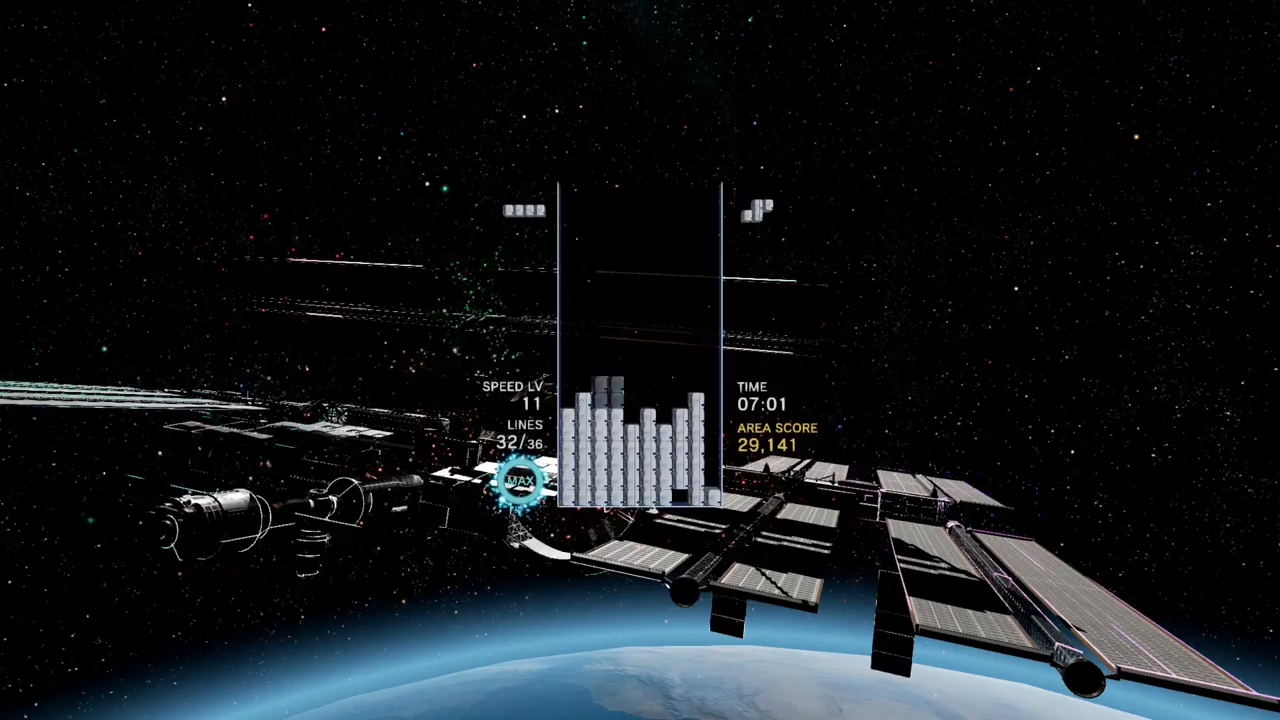 SPEED LV
11
LINES
32/36
MAX
TIME
07:01
AREA SCORE
29,141